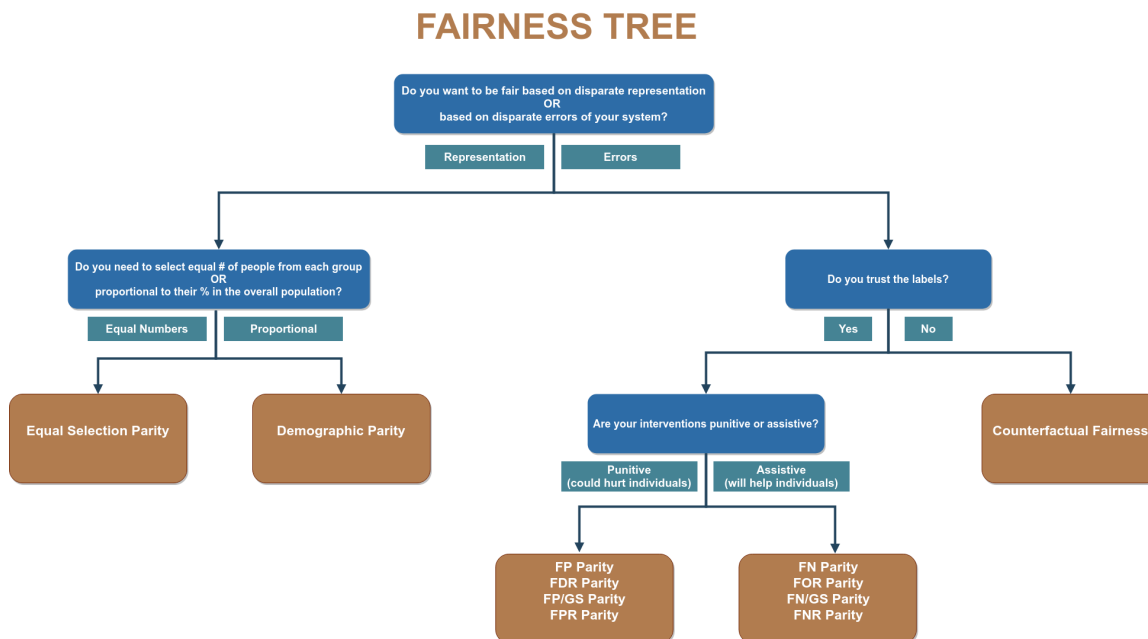 FAIRNESS TREE
Do you want to be fair based on disparate representation
OR
based on disparate errors of your system?
Representation
Errors
Do you need to select equal # of people from each group
OR
proportional to their % in the overall population?
Do you trust the labels?
Equal Numbers
Proportional
Yes
No
Equal Selection Parity
Demographic Parity
Are your interventions punitive or assistive?
Counterfactual Fairness
Punitive
(could hurt individuals)
Assistive
(will help individuals)
FP Parity
FDR Parity
FP/GS Parity
FPR Parity
FN Parity
FOR Parity
FN/GS Parity
FNR Parity